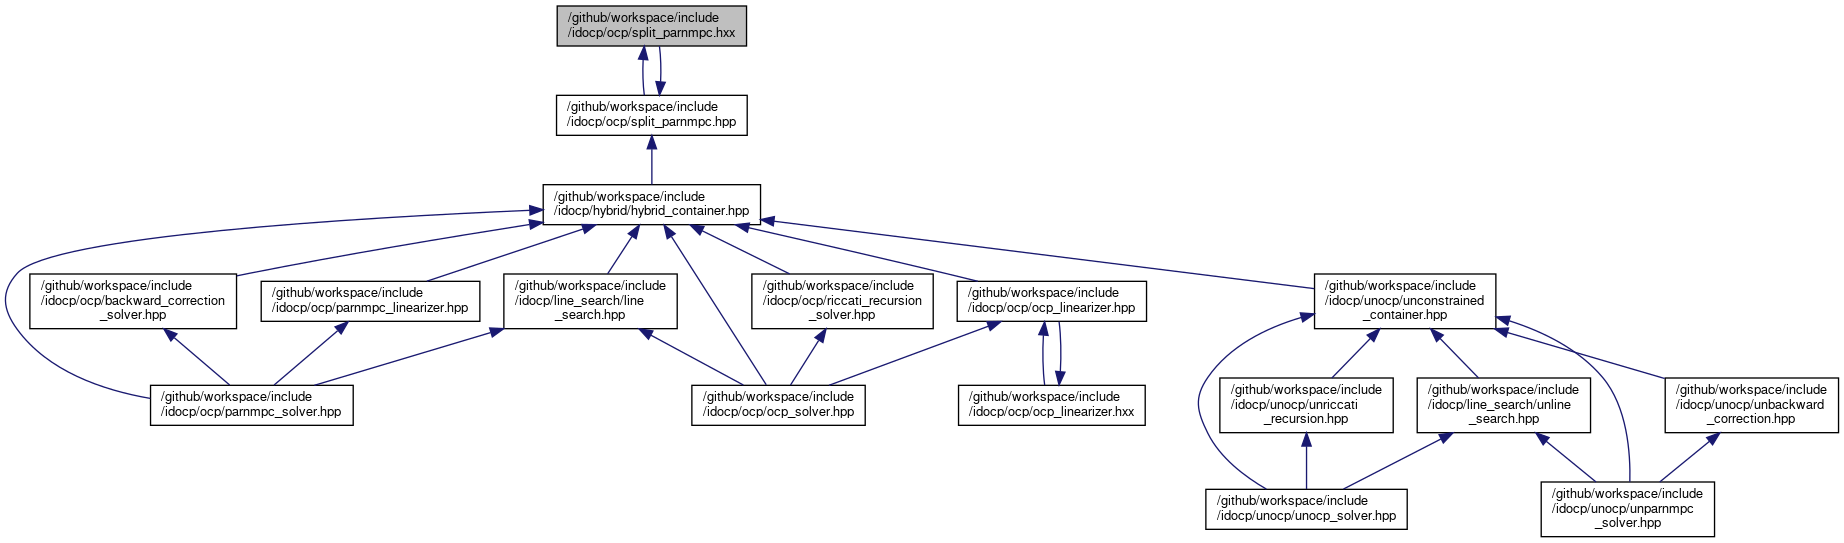 /github/workspace/include
/idocp/ocp/split_parnmpc.hxx
/github/workspace/include
/idocp/ocp/split_parnmpc.hpp
/github/workspace/include
/idocp/hybrid/hybrid_container.hpp
/github/workspace/include
/idocp/ocp/backward_correction
_solver.hpp
/github/workspace/include
/idocp/ocp/parnmpc_linearizer.hpp
/github/workspace/include
/idocp/line_search/line
_search.hpp
/github/workspace/include
/idocp/ocp/riccati_recursion
_solver.hpp
/github/workspace/include
/idocp/ocp/ocp_linearizer.hpp
/github/workspace/include
/idocp/unocp/unconstrained
_container.hpp
/github/workspace/include
/idocp/ocp/parnmpc_solver.hpp
/github/workspace/include
/idocp/ocp/ocp_solver.hpp
/github/workspace/include
/idocp/ocp/ocp_linearizer.hxx
/github/workspace/include
/idocp/unocp/unriccati
_recursion.hpp
/github/workspace/include
/idocp/line_search/unline
_search.hpp
/github/workspace/include
/idocp/unocp/unbackward
_correction.hpp
/github/workspace/include
/idocp/unocp/unocp_solver.hpp
/github/workspace/include
/idocp/unocp/unparnmpc
_solver.hpp